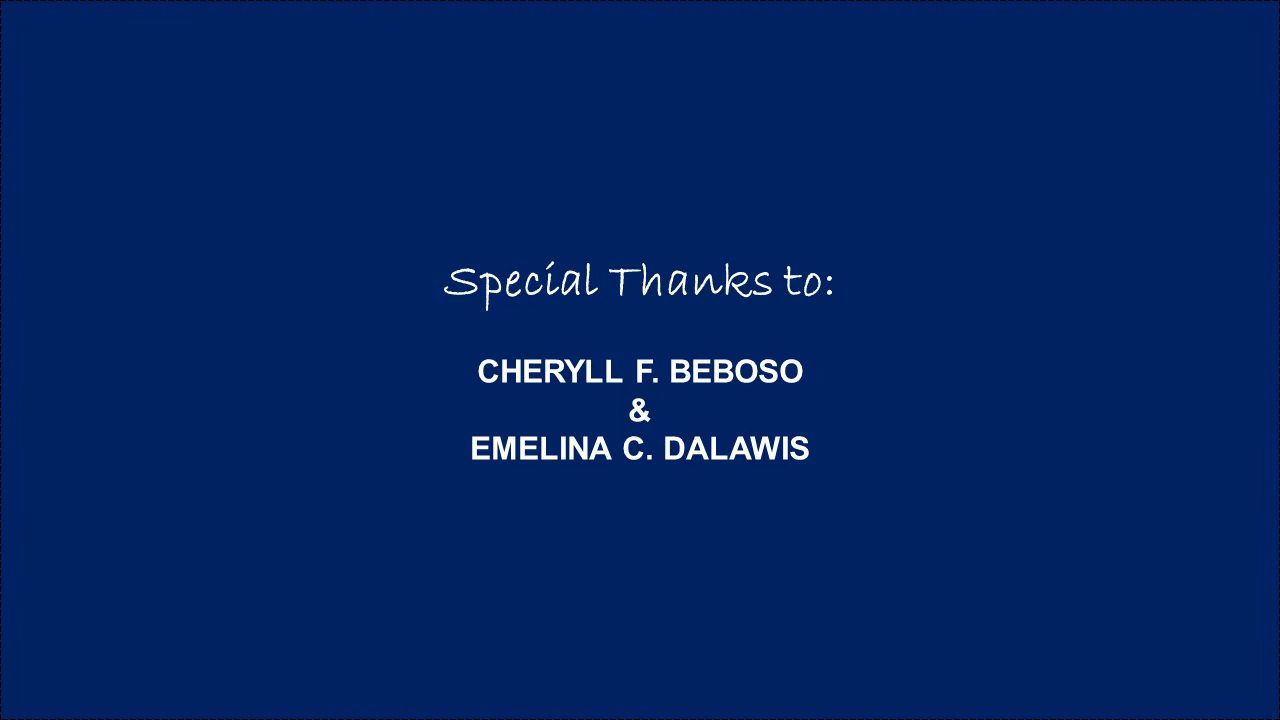 Special Thanks to:
CHERYLL F. BEBOSO
&
EMELINA C. DALAWIS